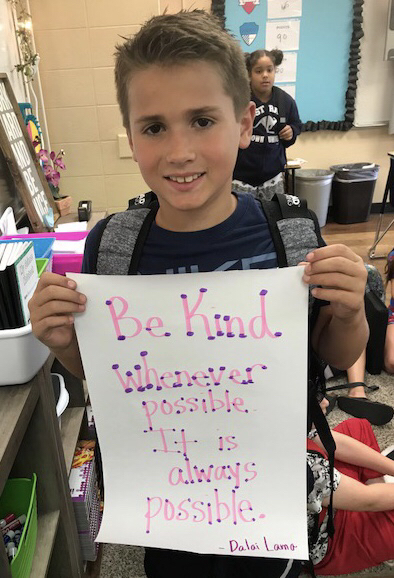 Be Kind
whenever
possible.
It is
always
possible.
- Dalai Lama